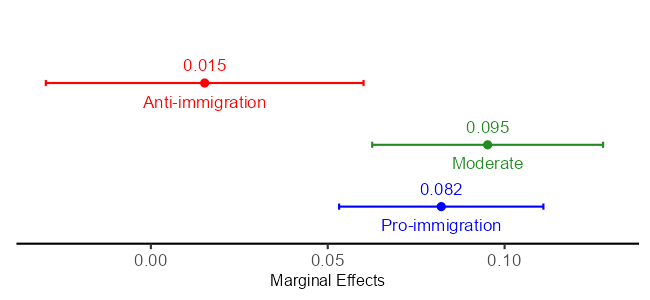 0.015
Anti-immigration
0.095
Moderate
0.082
Pro-immigration
0.00 0.05 0.10
Marginal Effects